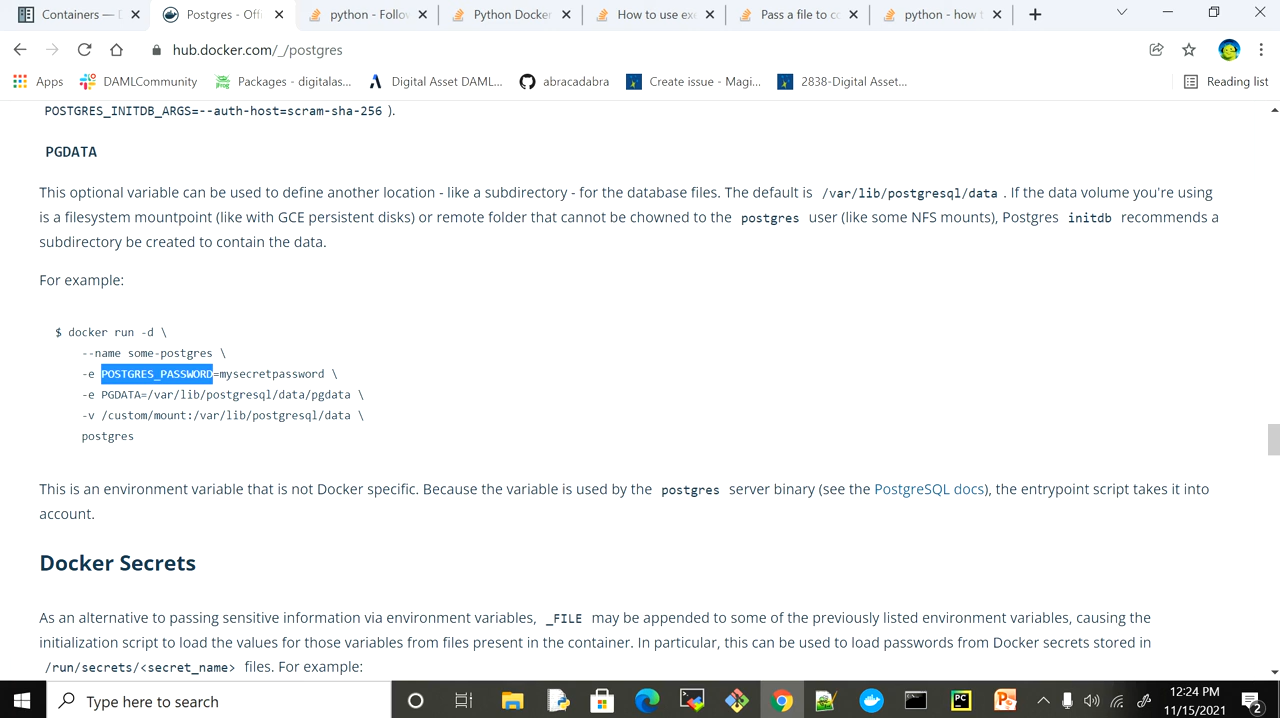 Containers — D
Postgres - Offi
python - Follow
Python Docker
How to use exe
Pass a file to co
python - how t
hub.docker.com/_/postgres
Apps
DAMLCommunity
Packages - digitalas...
Digital Asset DAML...
abracadabra
Create issue - Magi...
2838-Digital Asset...
Reading list
POSTGRES_INITDB_ARGS=--auth-host=scram-sha-256 ).
PGDATA
This optional variable can be used to define another location - like a subdirectory - for the database files. The default is /var/lib/postgresql/data . If the data volume you're using
is a filesystem mountpoint (like with GCE persistent disks) or remote folder that cannot be chowned to the postgres user (like some NFS mounts), Postgres initdb recommends a
subdirectory be created to contain the data.
For example:
$ docker run -d \
--name some-postgres \
-e POSTGRES_PASSWORD=mysecretpassword \
-e PGDATA=/var/lib/postgresql/data/pgdata \
-v /custom/mount:/var/lib/postgresql/data \
postgres
This is an environment variable that is not Docker specific. Because the variable is used by the postgres server binary (see the PostgreSQL docs), the entrypoint script takes it into
account.
Docker Secrets
As an alternative to passing sensitive information via environment variables, _FILE may be appended to some of the previously listed environment variables, causing the
initialization script to load the values for those variables from files present in the container. In particular, this can be used to load passwords from Docker secrets stored in
/run/secrets/<secret_name> files. For example:
Type here to search
PC
12:24 PM
11/15/2021
2